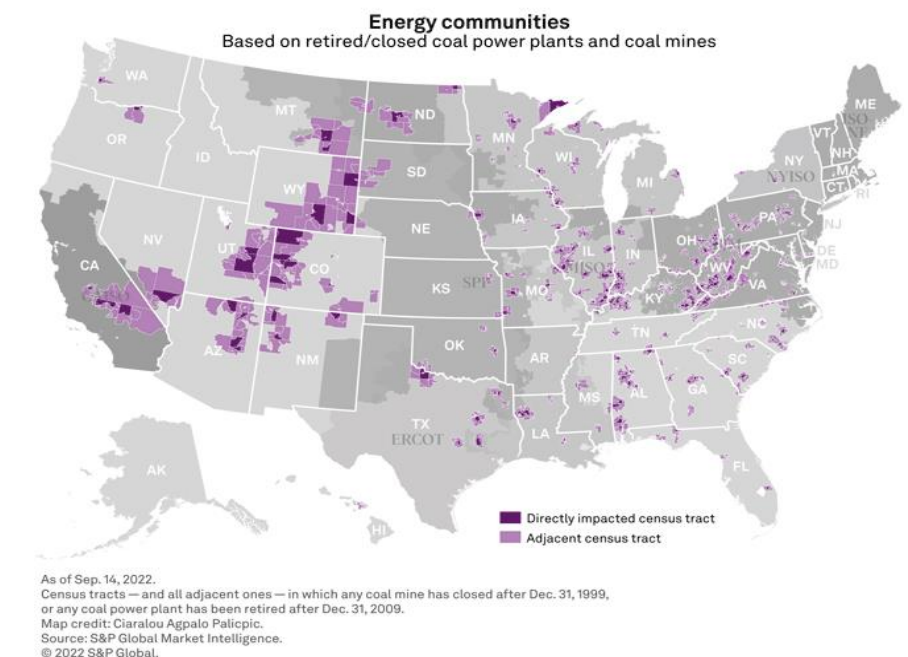 Energy communities
Based on retired/closed coal power plants and coal mines
WA
MT
ND
ME
OR
MN
VT
ISO
ID
NH
WI
NY
SD
MA
NYISO
WY
MI
CT
RI
IA
PA
NE
NJ
NV
UT
OH
IL
IN
DE
MD
CA
CO
WV
MISO
KS
SPP
MO
VA
KY
NC
TN
OK
AZ
AR
NM
SC
MS
AL
GA
TX
ERCOT
LA
AK
FL
HI
Directly impacted census tract
Adjacent census tract
As of Sep. 14, 2022.
Census tracts — and all adjacent ones — in which any coal mine has closed after Dec. 31, 1999,
or any coal power plant has been retired after Dec. 31, 2009.
Map credit: Ciaralou Agpalo Palicpic.
Source: S&P Global Market Intelligence.
© 2022 S&P Global.